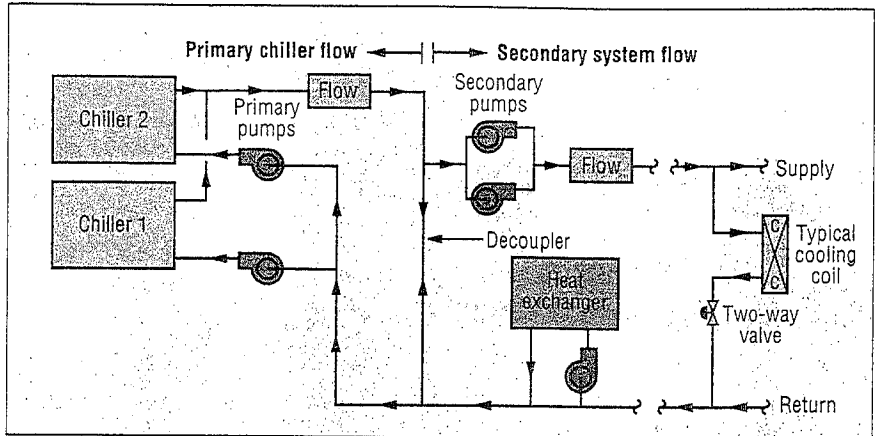 Primary chiller flow
Secondary system flow
Chiller 2
Primary
pumps
Flow
Secondary
pumps
Flow
Supply
Chiller 1
Decoupler
C
C
Typical
cooling
coil
Heat
exchanger
Two-way
valve
Return